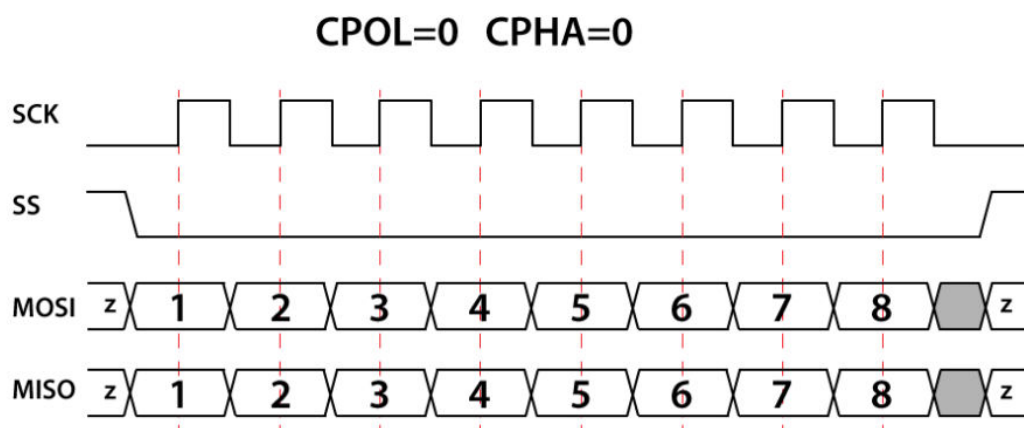 CPOL=0 CPHA=0
SCK
SS
MOSI z 1 2 3 4 5 6 7 8 z
MISO z 1 2 3 4 5 6 7 8 z